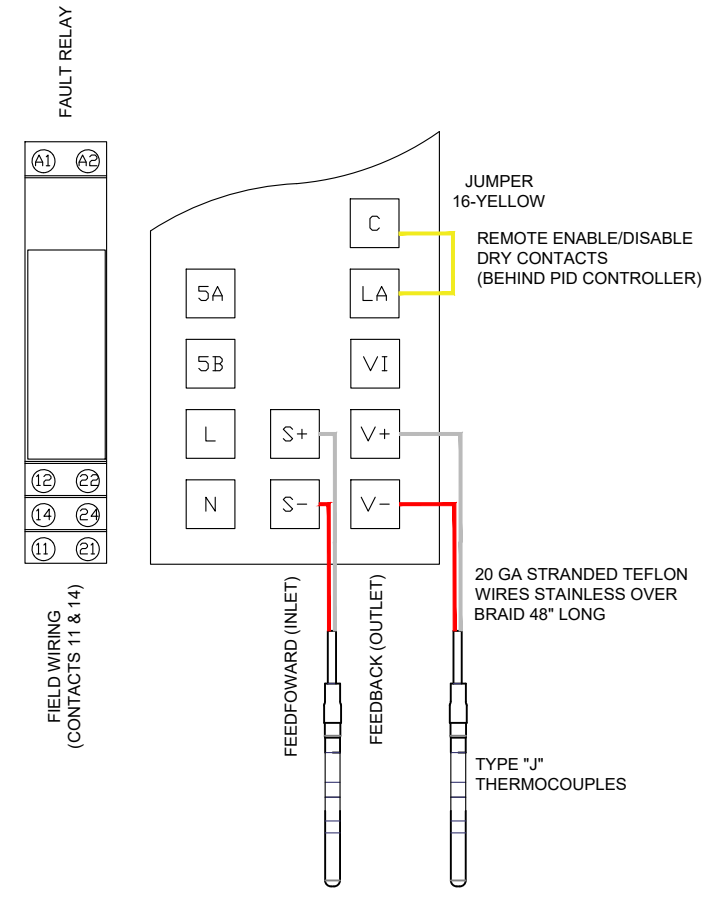 FAULT RELAY
A1 A2
JUMPER
16-YELLOW
C
REMOTE ENABLE/DISABLE
DRY CONTACTS
(BEHIND PID CONTROLLER)
5A
LA
5B
VI
L
S+
V+
N
S-
V-
12 22
14 24
11 21
FIELD WIRING
(CONTACTS 11 & 14)
FEEDFOWARD (INLET)
FEEDBACK (OUTLET)
20 GA STRANDED TEFLON
WIRES STAINLESS OVER
BRAID 48" LONG
TYPE "J"
THERMOCOUPLES